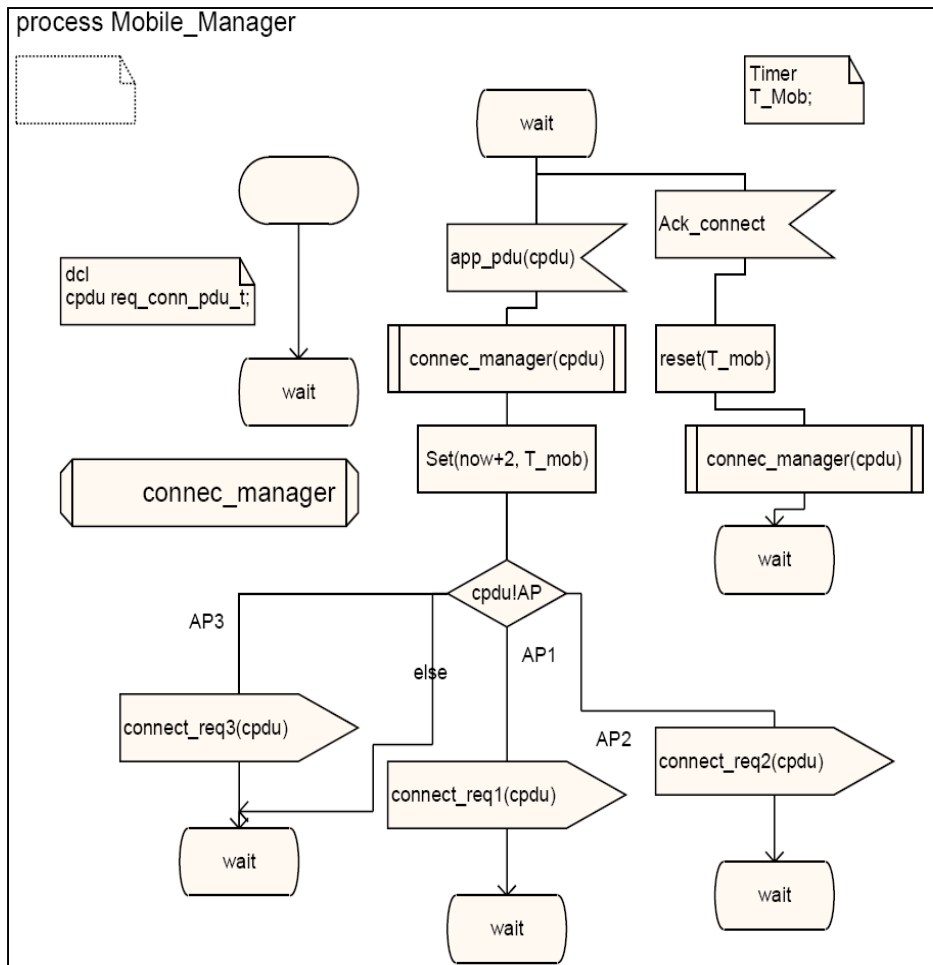 process Mobile_Manager
Timer
T_Mob;
wait
Ack_connect
app_pdu(cpdu)
dcl
cpdu req_conn_pdu_t;
connec_manager(cpdu)
reset(T_mob)
wait
Set(now+2, T_mob)
connec_manager(cpdu)
connec_manager
wait
cpdu!AP
AP3
AP1
else
connect_req3(cpdu)
AP2
connect_req2(cpdu)
connect_req1(cpdu)
wait
wait
wait